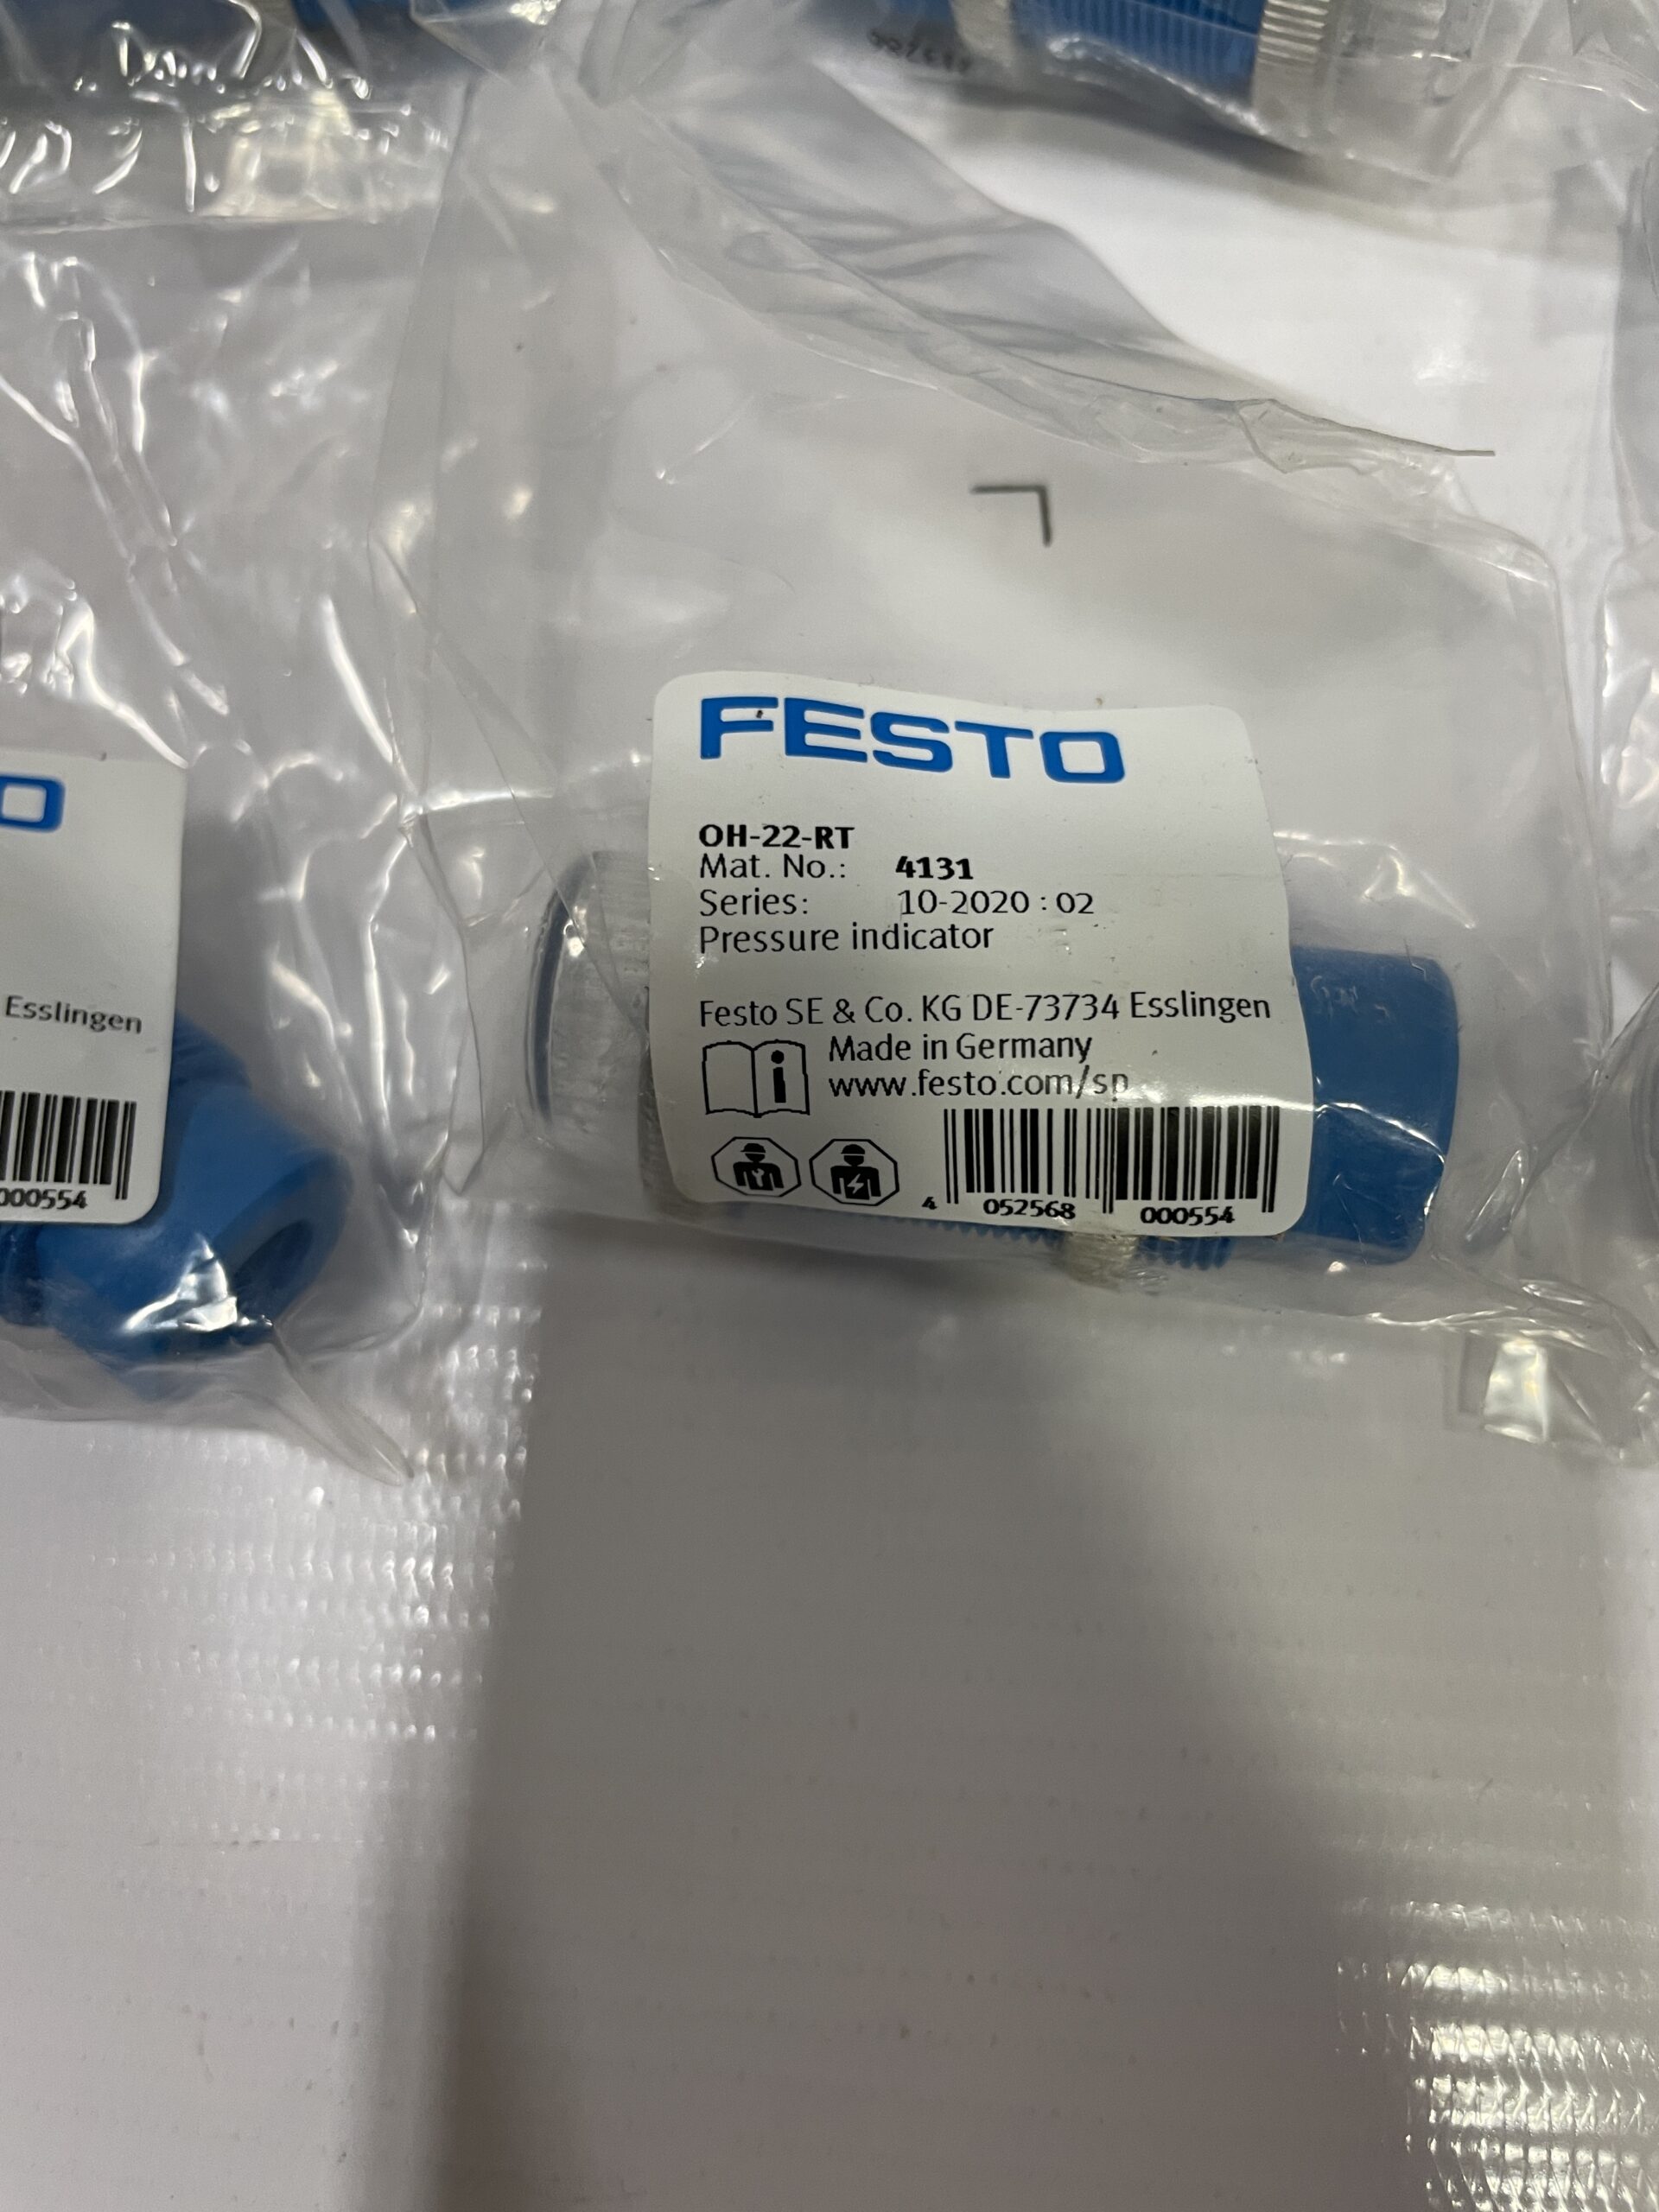 FESTO
OH-22-RT
Mat. No.: 4131
Series: 10-2020 : 02
Pressure indicator
Festo SE & Co. KG DE-73734 Esslingen
Made in Germany
www.festo.com/sp
4 052568 000554
O
Esslingen
000554